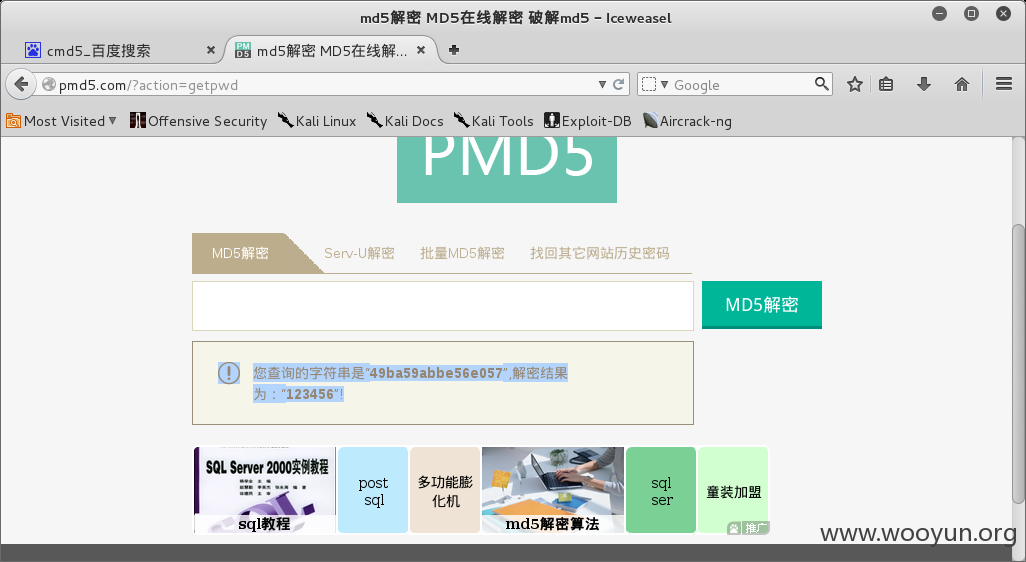 md5解密 MD5在线解密 破解md5 - Iceweasel
cmd5_百度搜索
md5解密 MD5在线解...
pmd5.com/?action=getpwd
Google
Most Visited
Offensive Security
Kali Linux
Kali Docs
Kali Tools
Exploit-DB
Aircrack-ng
PMD5
MD5解密
Serv-U解密
批量MD5解密
找回其它网站历史密码
MD5解密
您查询的字符串是“49ba59abbe56e057”,解密结果
为：“123456”!
SQL Server 2000实例教程
sql教程
post
sql
多功能膨
化机
md5解密算法
sql
ser
童装加盟
推广
www.wooyun.org